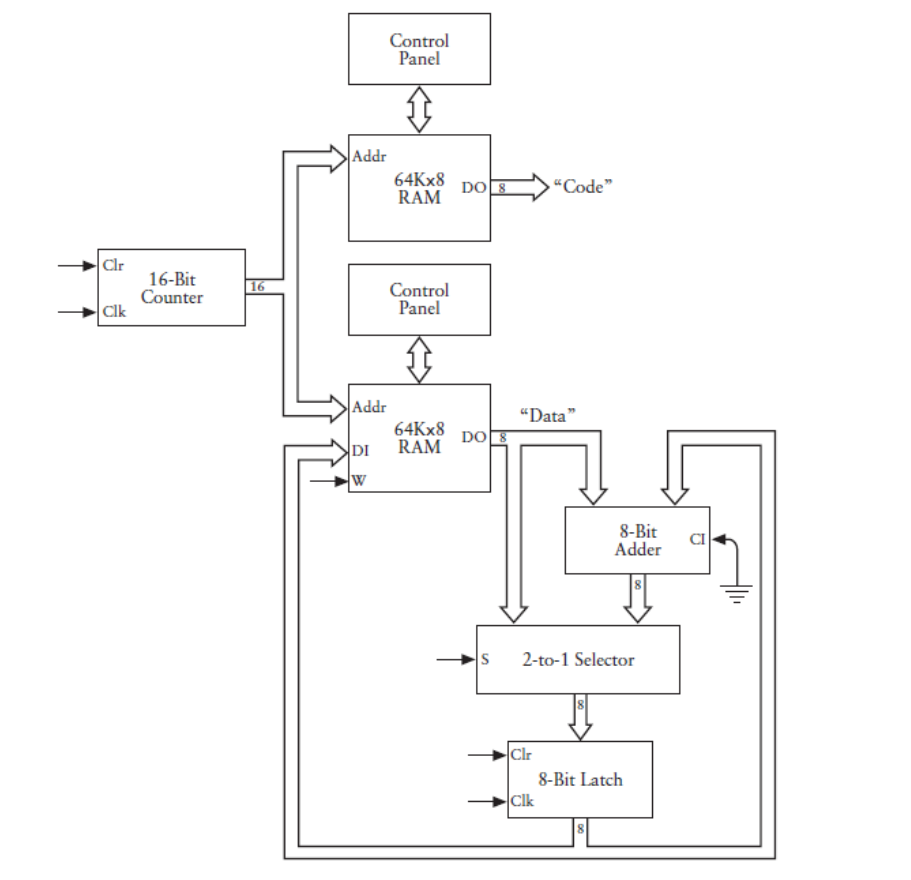 Control
Panel
Addr
64Kx8
RAM
DO
8
“Code”
Clr
16-Bit
Counter
Clk
16
Control
Panel
Addr
64Kx8
RAM
DO
8
“Data”
DI
W
8-Bit
Adder
CI
8
S
2-to-1 Selector
8
Clr
8-Bit Latch
Clk
8